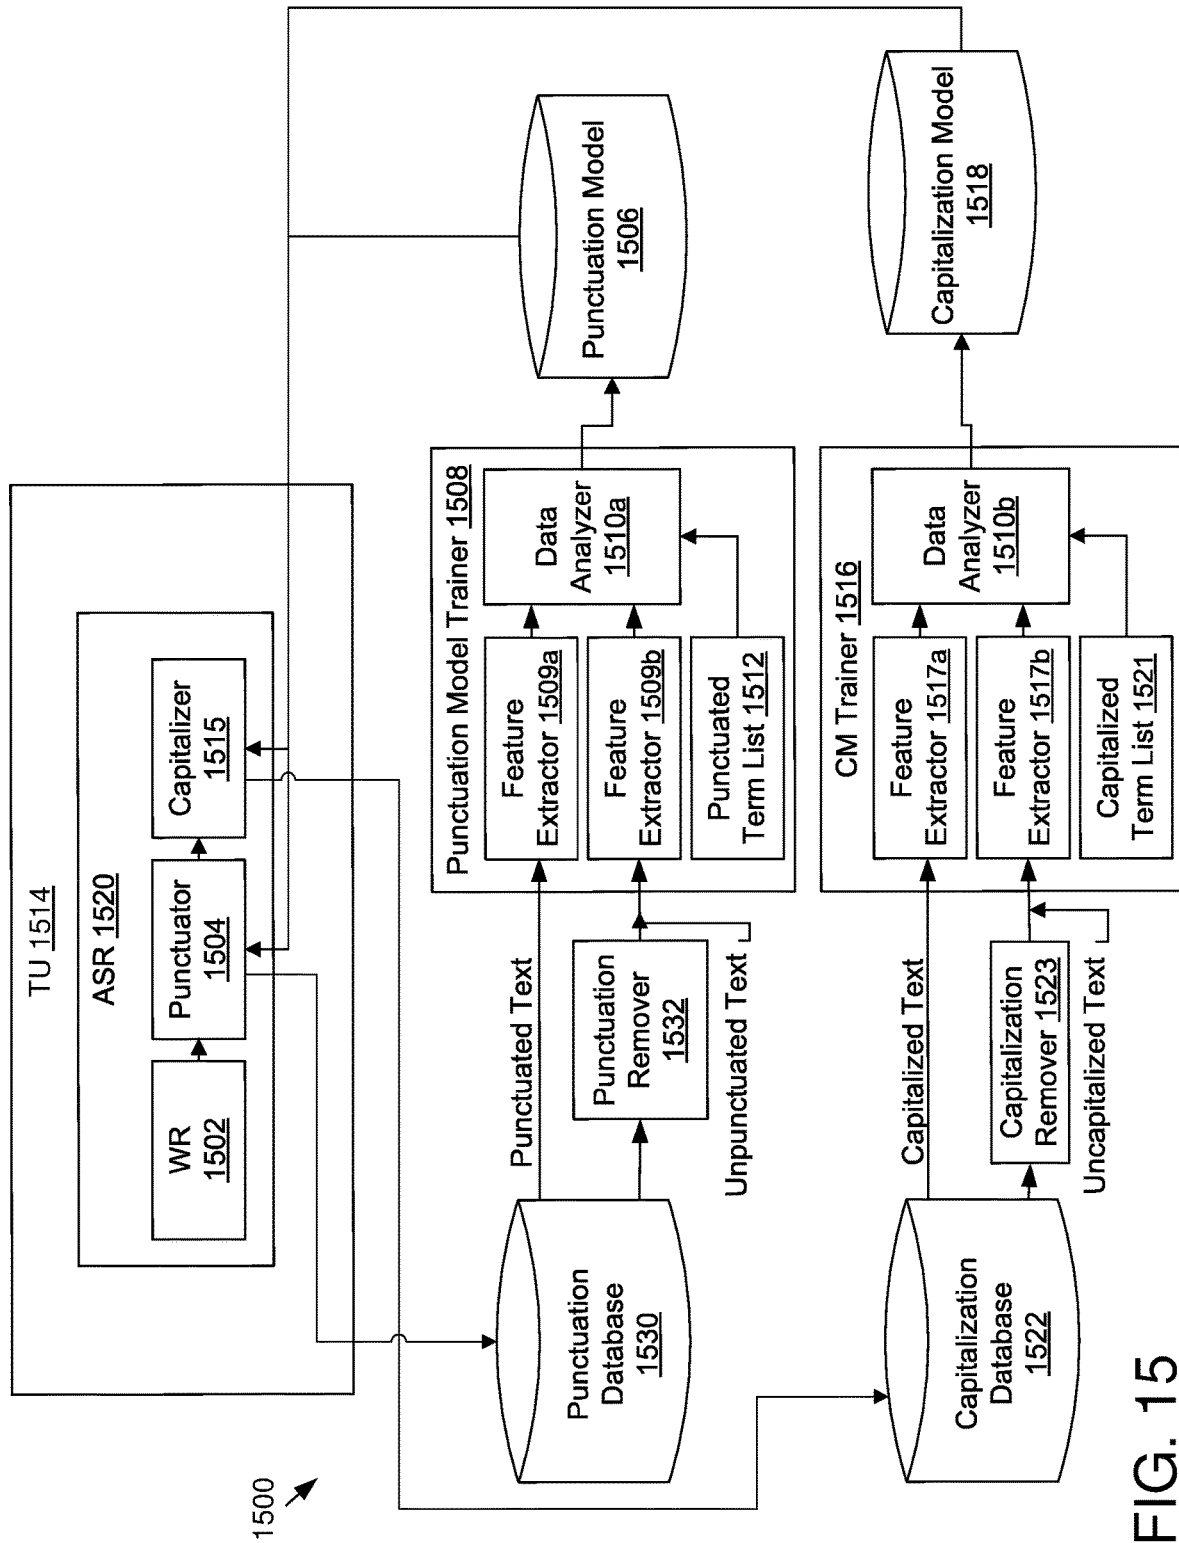 1500
TU 1514
ASR 1520
WR
1502
Punctuator
1504
Capitalizer
1515
Punctuation
Database
1530
Punctuated Text
Punctuation
Remover
1532
Unpunctuated Text
Punctuation Model Trainer 1508
Feature
Extractor 1509a
Feature
Extractor 1509b
Punctuated
Term List 1512
Data
Analyzer
1510a
Punctuation Model
1506
Capitalization
Database
1522
Capitalized Text
Capitalization
Remover 1523
Uncapitalized Text
CM Trainer 1516
Feature
Extractor 1517a
Feature
Extractor 1517b
Capitalized
Term List 1521
Data
Analyzer
1510b
Capitalization Model
1518
FIG. 15